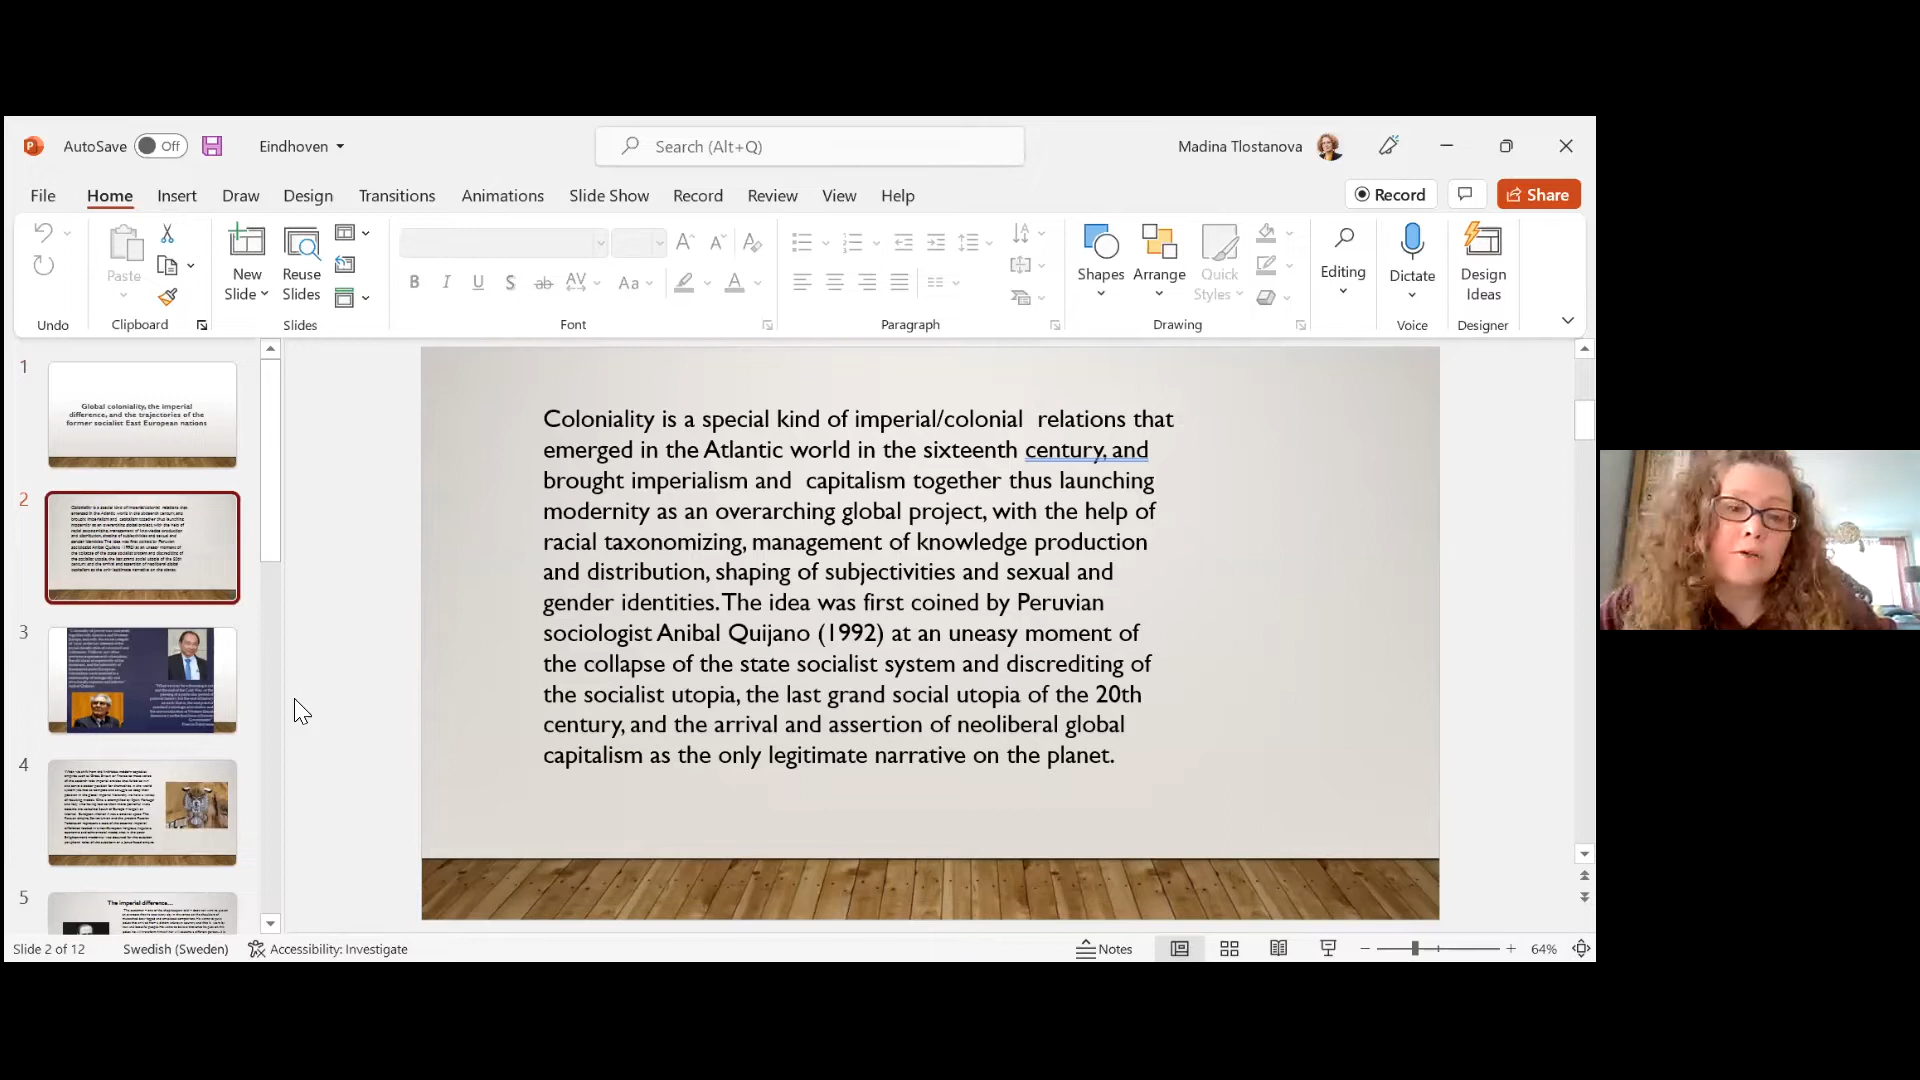 AutoSave Off Eindhoven Search (Alt+Q) Madina Tlostanova
File Home Insert Draw Design Transitions Animations Slide Show Record Review View Help Record Share
Paste
New Slide
Reuse Slides
B I U S ab AV Aa A
Shapes
Arrange
Quick Styles
Editing
Dictate
Design Ideas
Undo Clipboard Slides Font Paragraph Drawing Voice Designer
1
Global coloniality, the imperial
difference, and the trajectories of the
former socialist East European nations
2
3
4
5
The imperial difference...
Coloniality is a special kind of imperial/colonial relations that
emerged in the Atlantic world in the sixteenth century, and
brought imperialism and capitalism together thus launching
modernity as an overarching global project, with the help of
racial taxonomizing, management of knowledge production
and distribution, shaping of subjectivities and sexual and
gender identities. The idea was first coined by Peruvian
sociologist Anibal Quijano (1992) at an uneasy moment of
the collapse of the state socialist system and discrediting of
the socialist utopia, the last grand social utopia of the 20th
century, and the arrival and assertion of neoliberal global
capitalism as the only legitimate narrative on the planet.
Slide 2 of 12 Swedish (Sweden) Accessibility: Investigate Notes 64%